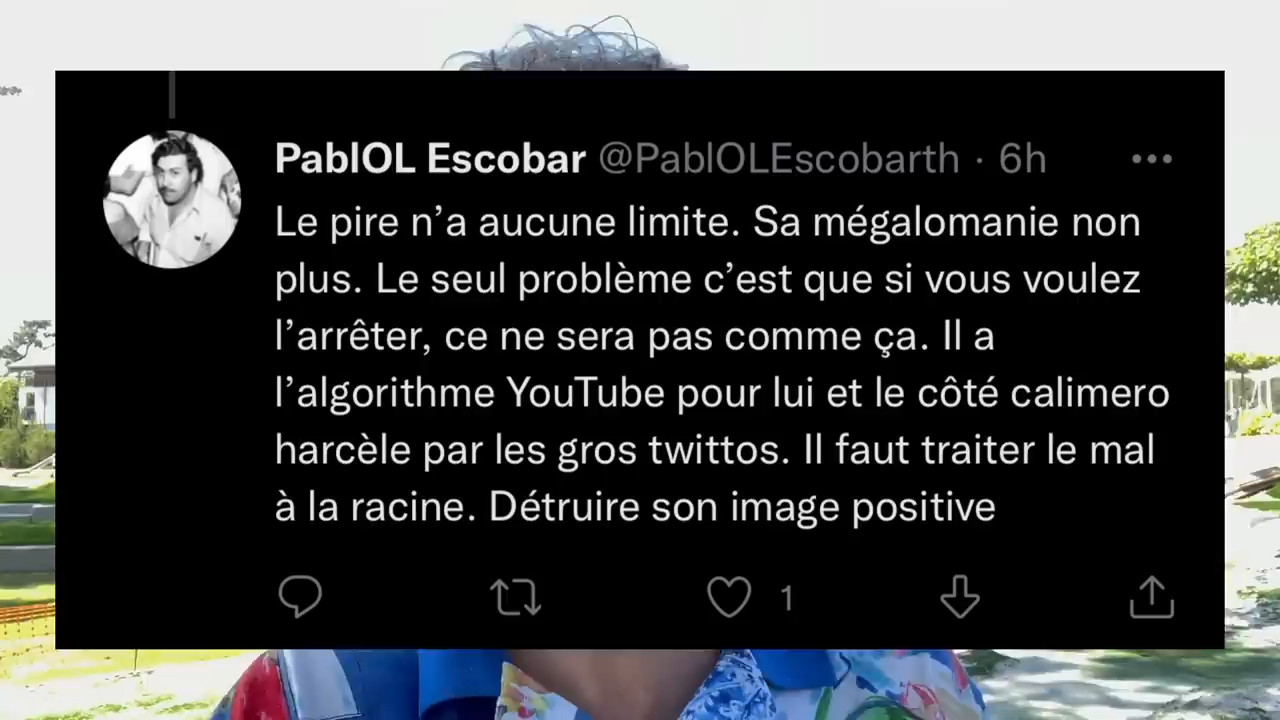 PablOL Escobar @PablOLEscobarth · 6h
Le pire n’a aucune limite. Sa mégalomanie non
plus. Le seul problème c’est que si vous voulez
l’arrêter, ce ne sera pas comme ça. Il a
l’algorithme YouTube pour lui et le côté calimero
harcèle par les gros twittos. Il faut traiter le mal
à la racine. Détruire son image positive
1